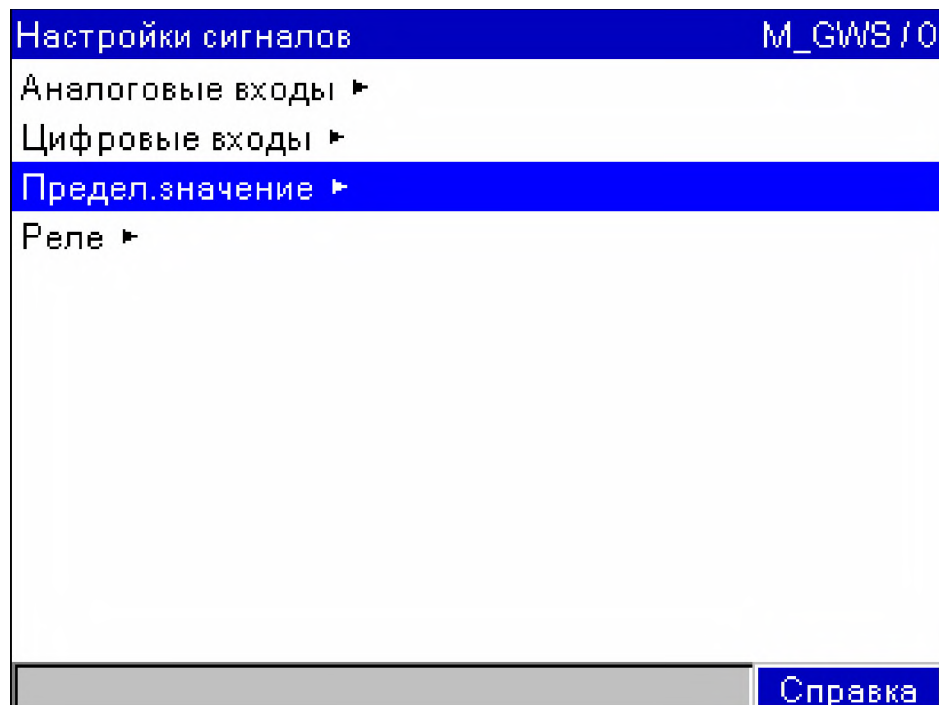 Настройки сигналов M_GWS / 0
Аналоговые входы ►
Цифровые входы ►
Предел.значение ►
Реле ►
Справка